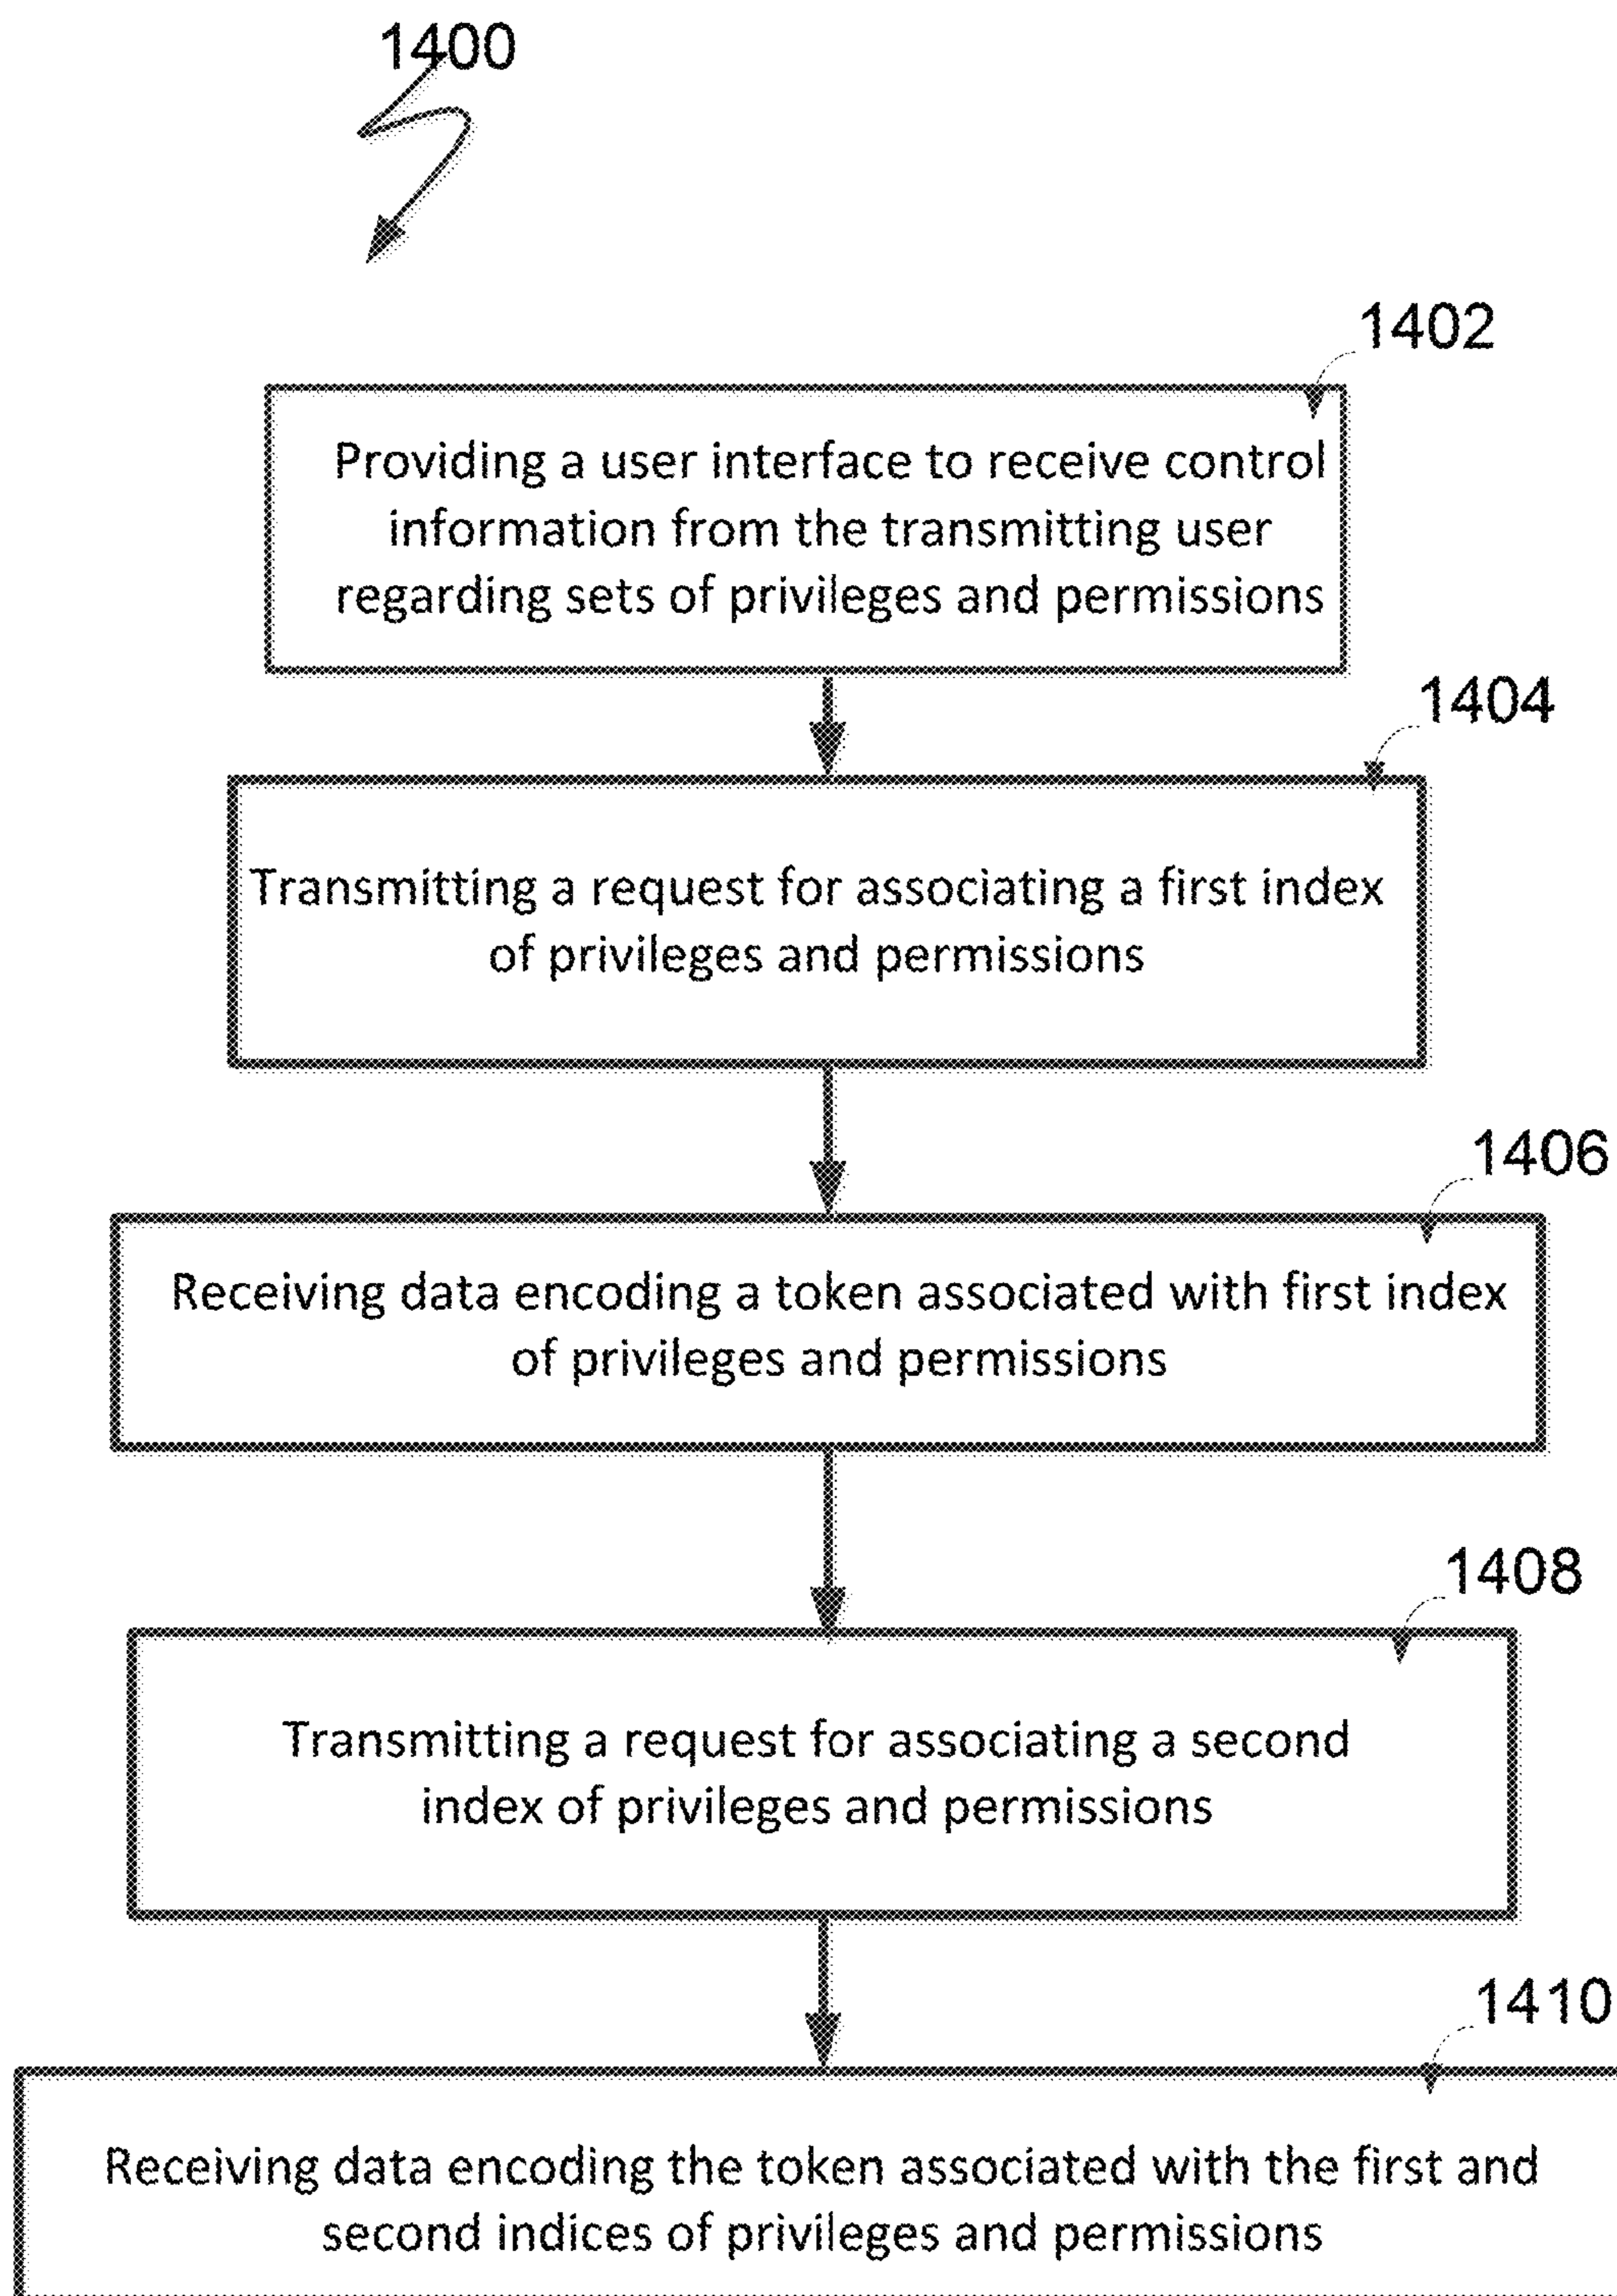 1400
1402
Providing a user interface to receive control
information from the transmitting user
regarding sets of privileges and permissions
1404
Transmitting a request for associating a first index
of privileges and permissions
1406
Receiving data encoding a token associated with first index
of privileges and permissions
1408
Transmitting a request for associating a second
index of privileges and permissions
1410
Receiving data encoding the token associated with the first and
second indices of privileges and permissions